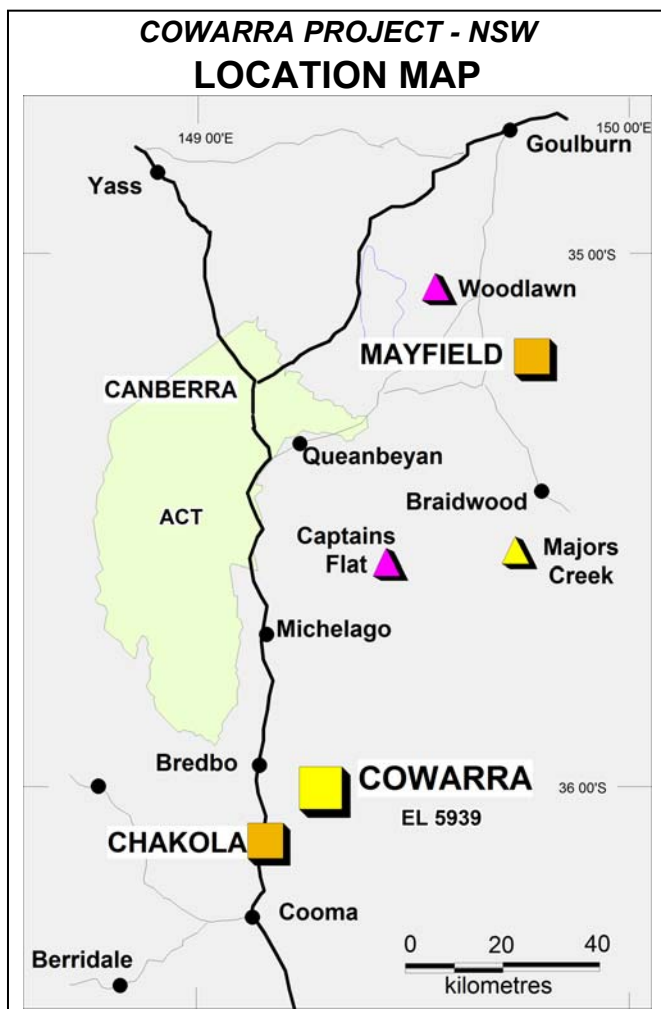 COWARRA PROJECT - NSW
LOCATION MAP
149 00'E
150 00'E
Goulburn
Yass
35 00'S
Woodlawn
MAYFIELD
CANBERRA
Queanbeyan
Braidwood
ACT
Captains
Flat
Majors
Creek
Michelago
Bredbo
COWARRA
36 00'S
EL 5939
CHAKOLA
Cooma
Berridale
0 20 40
kilometres